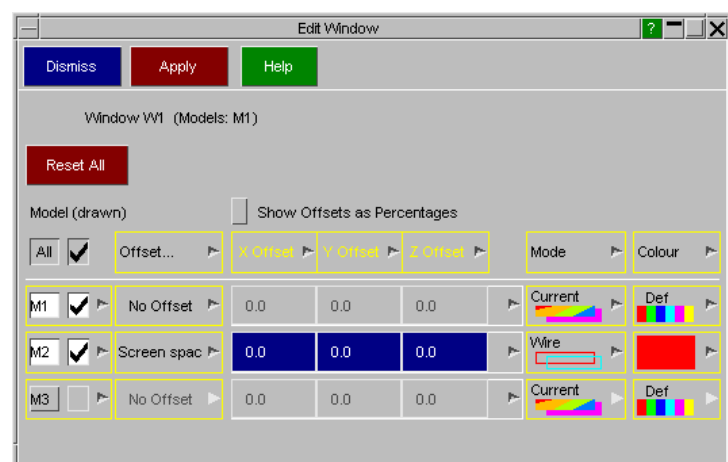 Edit Window
?
Dismiss Apply Help
Window W1 (Models: M1)
Reset All
Model (drawn) Show Offsets as Percentages
All Offset... X Offset Y Offset Z Offset Mode Colour
M1 No Offset 0.0 0.0 0.0 Current Def
M2 Screen spac 0.0 0.0 0.0 Wire
M3 No Offset 0.0 0.0 0.0 Current Def